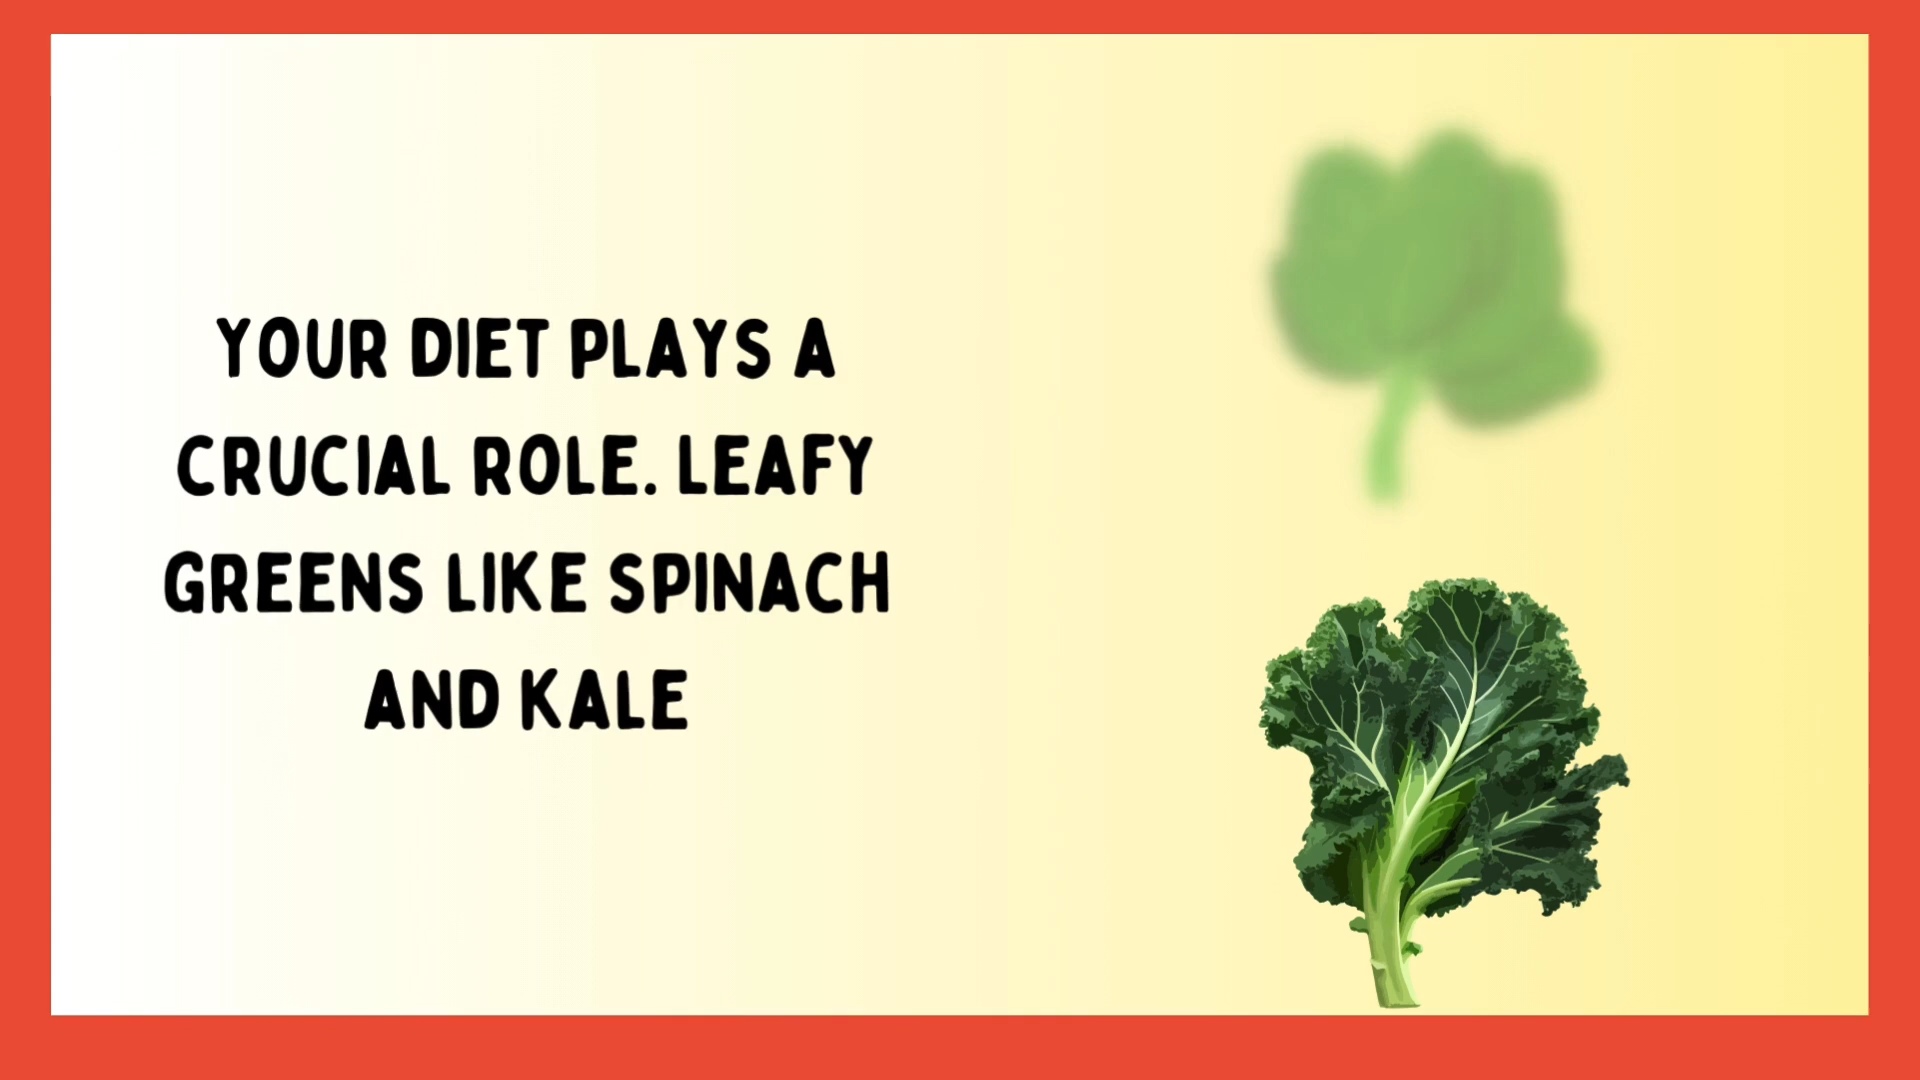 YOUR DIET PLAYS A
CRUCIAL ROLE. LEAFY
GREENS LIKE SPINACH
AND KALE